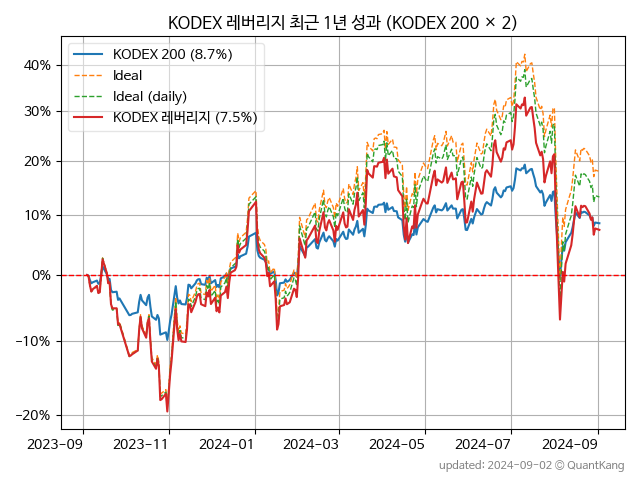 KODEX 레버리지 최근 1년 성과 (KODEX 200 × 2)
KODEX 200 (8.7%)
Ideal
Ideal (daily)
KODEX 레버리지 (7.5%)
40%
30%
20%
10%
0%
−10%
−20%
2023-09 2023-11 2024-01 2024-03 2024-05 2024-07 2024-09
updated: 2024-09-02 © QuantKang